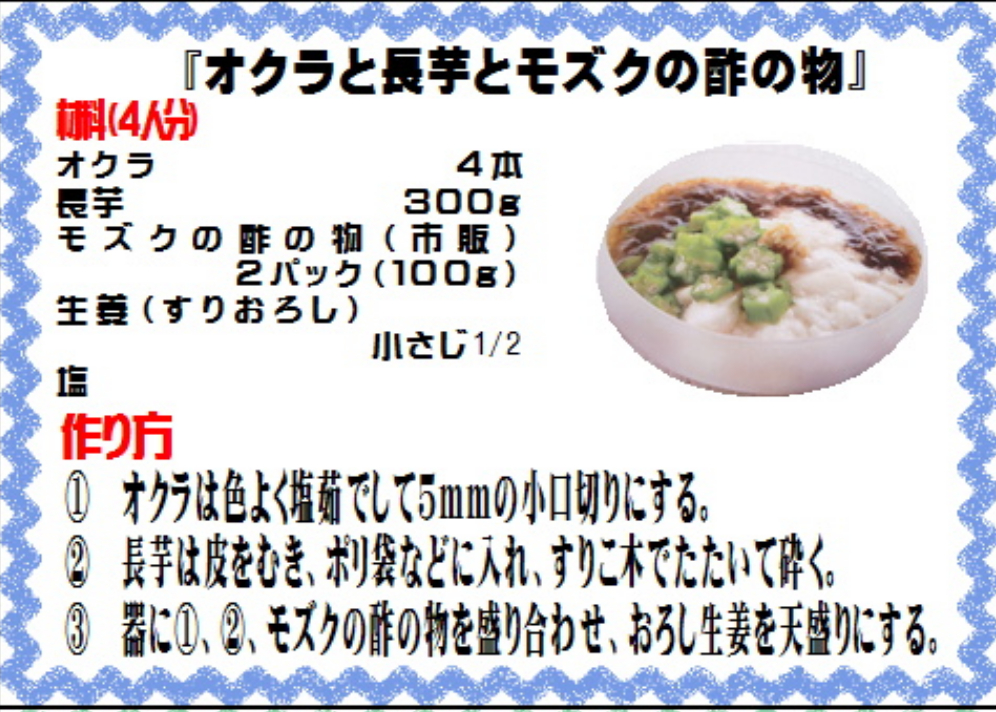 『オクラと長芋とモズクの酢の物』
材料(4人分)
オクラ 4本
長芋 300g
モズクの酢の物(市販)
2パック(100g)
生姜(すりおろし)
小さじ1/2
塩
作り方
① オクラは色よく塩茹でして5mmの小口切りにする。
② 長芋は皮をむき、ポリ袋などに入れ、すりこ木でたたいて砕く。
③ 器に①、②、モズクの酢の物を盛り合わせ、おろし生姜を天盛りにする。